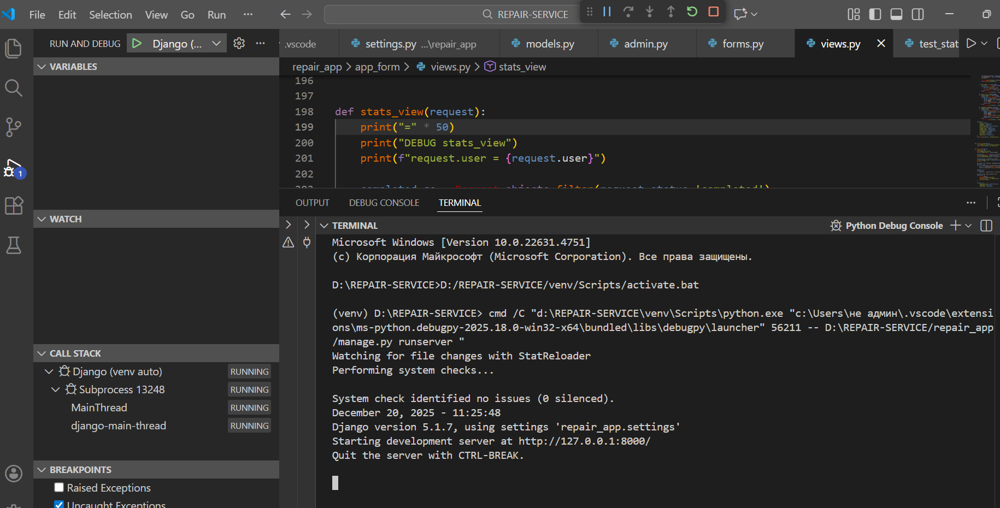 File Edit Selection View Go Run ··· REPAIR-SERVICE
RUN AND DEBUG Django (... ···
.vscode settings.py ...\repair_app models.py admin.py forms.py views.py test_stat
repair_app > app_form > views.py > stats_view
VARIABLES
WATCH
CALL STACK
Django (venv auto) RUNNING
Subprocess 13248 RUNNING
MainThread RUNNING
django-main-thread RUNNING
BREAKPOINTS
Raised Exceptions
Uncaught Exceptions
1
196
197
198 def stats_view(request):
199 print("=" * 50)
200 print("DEBUG stats_view")
201 print(f"request.user = {request.user}")
202
OUTPUT DEBUG CONSOLE TERMINAL ···
TERMINAL Python Debug Console
Microsoft Windows [Version 10.0.22631.4751]
(c) Корпорация Майкрософт (Microsoft Corporation). Все права защищены.
D:\REPAIR-SERVICE>D:/REPAIR-SERVICE/venv/Scripts/activate.bat
(venv) D:\REPAIR-SERVICE> cmd /C "d:\REPAIR-SERVICE\venv\Scripts\python.exe "c:\Users\не админ\.vscode\extensi
ons\ms-python.debugpy-2025.18.0-win32-x64\bundled\libs\debugpy\launcher" 56211 -- D:\REPAIR-SERVICE/repair_app
/manage.py runserver "
Watching for file changes with StatReloader
Performing system checks...
System check identified no issues (0 silenced).
December 20, 2025 - 11:25:48
Django version 5.1.7, using settings 'repair_app.settings'
Starting development server at http://127.0.0.1:8000/
Quit the server with CTRL-BREAK.